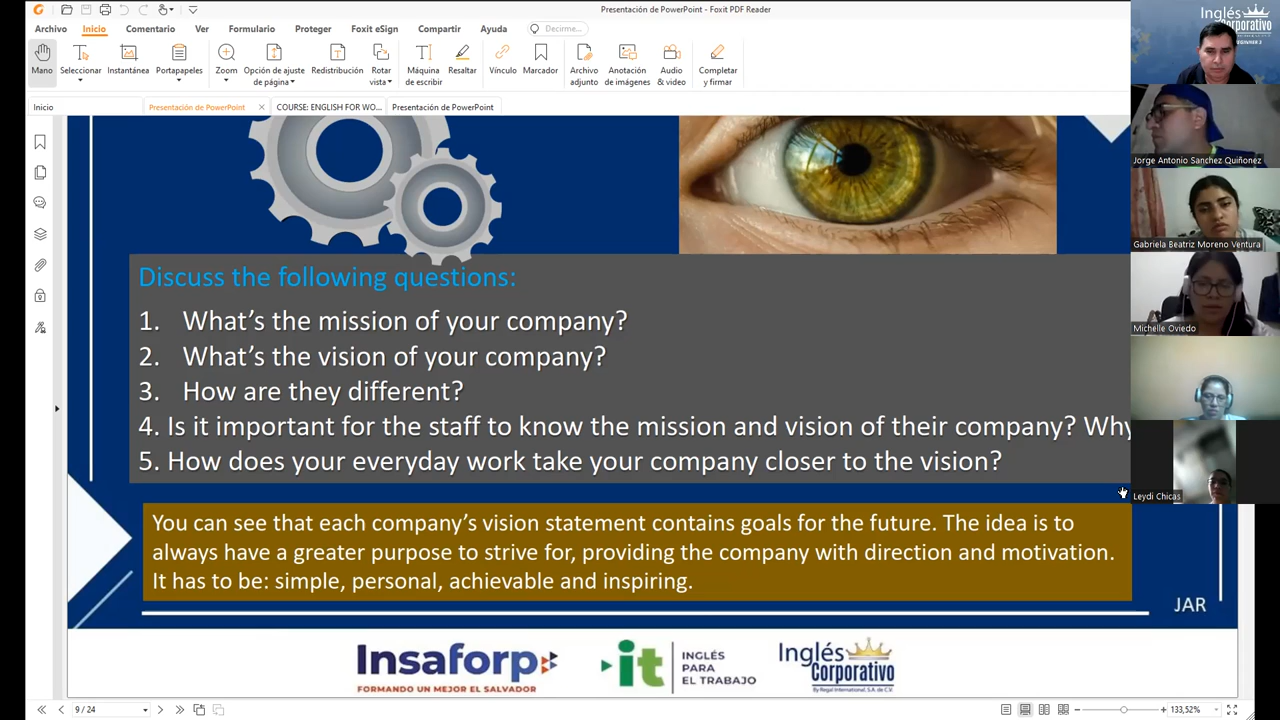 Presentación de PowerPoint - Foxit PDF Reader
Archivo Inicio Comentario Ver Formulario Proteger Foxit eSign Compartir Ayuda Decirme...
Mano Seleccionar Instantánea Portapapeles Zoom Opción de ajuste de página Redistribución Rotar vista Máquina de escribir Resaltar Vínculo Marcador Archivo adjunto Anotación de imágenes Audio & video Completar y firmar
Inicio Presentación de PowerPoint COURSE: ENGLISH FOR WO... Presentación de PowerPoint
Discuss the following questions:
1. What's the mission of your company?
2. What's the vision of your company?
3. How are they different?
4. Is it important for the staff to know the mission and vision of their company? Why
5. How does your everyday work take your company closer to the vision?
You can see that each company's vision statement contains goals for the future. The idea is to
always have a greater purpose to strive for, providing the company with direction and motivation.
It has to be: simple, personal, achievable and inspiring.
JAR
Insaforp
FORMANDO UN MEJOR EL SALVADOR
it
INGLÉS
PARA
EL TRABAJO
Inglés
Corporativo
By Regal International, S.A. de C.V.
9 / 24
133,52%
Inglés
Corporativo
BEGINNER 2
Jorge Antonio Sanchez Quiñonez
Gabriela Beatriz Moreno Ventura
Michelle Oviedo
Leydi Chicas